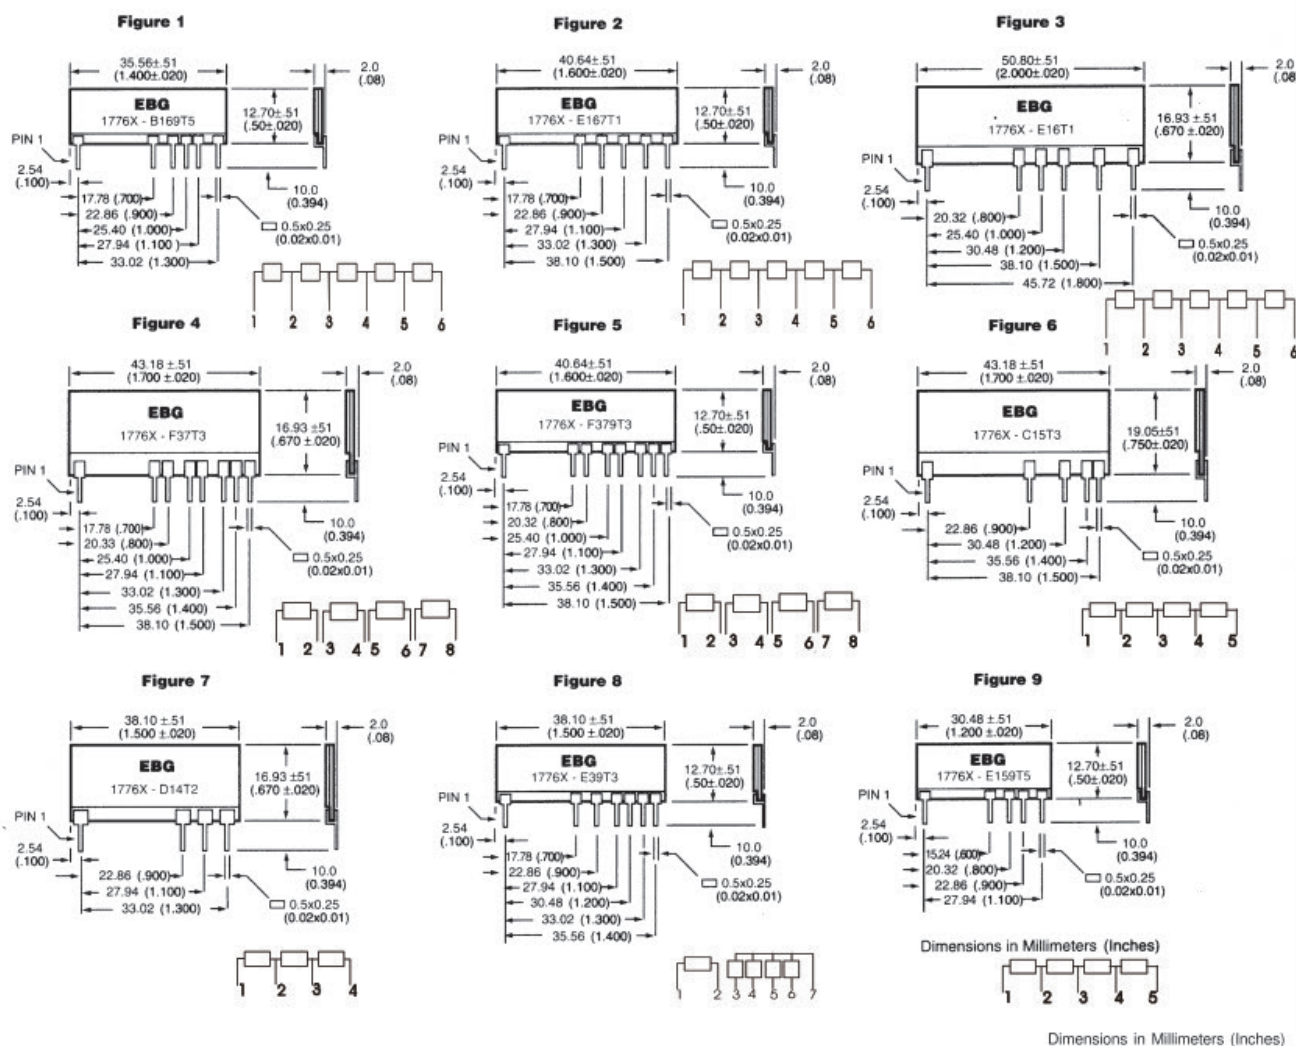 Figure 1
35.56±.51
(1.400±.020)
2.0
(.08)
EBG
1776X - B169T5
12.70±.51
(.50±.020)
PIN 1
2.54
(.100)
10.0
(0.394)
17.78 (.700)
22.86 (.900)
25.40 (1.000)
27.94 (1.100)
33.02 (1.300)
0.5x0.25
(0.02x0.01)
1 2 3 4 5 6
Figure 2
40.64±.51
(1.600±.020)
2.0
(.08)
EBG
1776X - E167T1
12.70±.51
(.50±.020)
PIN 1
2.54
(.100)
10.0
(0.394)
17.78 (.700)
22.86 (.900)
27.94 (1.100)
33.02 (1.300)
38.10 (1.500)
0.5x0.25
(0.02x0.01)
1 2 3 4 5 6
Figure 3
50.80±.51
(2.000±.020)
2.0
(.08)
EBG
1776X - E16T1
16.93 ±.51
(.670 ±.020)
PIN 1
2.54
(.100)
10.0
(0.394)
20.32 (.800)
25.40 (1.000)
30.48 (1.200)
38.10 (1.500)
45.72 (1.800)
0.5x0.25
(0.02x0.01)
1 2 3 4 5 6
Figure 4
43.18 ±.51
(1.700 ±.020)
2.0
(.08)
EBG
1776X - F37T3
16.93 ±51
(.670 ±.020)
PIN 1
2.54
(.100)
10.0
(0.394)
17.78 (.700)
20.33 (.800)
25.40 (1.000)
27.94 (1.100)
33.02 (1.300)
35.56 (1.400)
38.10 (1.500)
0.5x0.25
(0.02x0.01)
1 2 3 4 5 6 7 8
Figure 5
40.64±.51
(1.600±.020)
2.0
(.08)
EBG
1776X - F379T3
12.70±.51
(.50±.020)
PIN 1
2.54
(.100)
10.0
(0.394)
17.78 (.700)
20.32 (.800)
25.40 (1.000)
27.94 (1.100)
33.02 (1.300)
35.56 (1.400)
38.10 (1.500)
0.5x0.25
(0.02x0.01)
1 2 3 4 5 6 7 8
Figure 6
43.18 ±.51
(1.700 ±.020)
2.0
(.08)
EBG
1776X - C15T3
19.05±51
(.750±.020)
PIN 1
2.54
(.100)
10.0
(0.394)
22.86 (.900)
30.48 (1.200)
35.56 (1.400)
38.10 (1.500)
0.5x0.25
(0.02x0.01)
1 2 3 4 5
Figure 7
38.10 ±.51
(1.500 ±.020)
2.0
(.08)
EBG
1776X - D14T2
16.93 ±51
(.670 ±.020)
PIN 1
2.54
(.100)
10.0
(0.394)
22.86 (.900)
27.94 (1.100)
33.02 (1.300)
0.5x0.25
(0.02x0.01)
1 2 3 4
Figure 8
38.10 ±.51
(1.500 ±.020)
2.0
(.08)
EBG
1776X - E39T3
12.70±.51
(.50±.020)
PIN 1
2.54
(.100)
10.0
(0.394)
17.78 (.700)
22.86 (.900)
27.94 (1.100)
30.48 (1.200)
33.02 (1.300)
35.56 (1.400)
0.5x0.25
(0.02x0.01)
1 2 3 4 5 6 7
Figure 9
30.48 ±.51
(1.200 ±.020)
2.0
(.08)
EBG
1776X - E159T5
12.70±.51
(.50±.020)
PIN 1
2.54
(.100)
10.0
(0.394)
15.24 (.600)
20.32 (.800)
22.86 (.900)
27.94 (1.100)
0.5x0.25
(0.02x0.01)
Dimensions in Millimeters (Inches)
1 2 3 4 5
Dimensions in Millimeters (Inches)